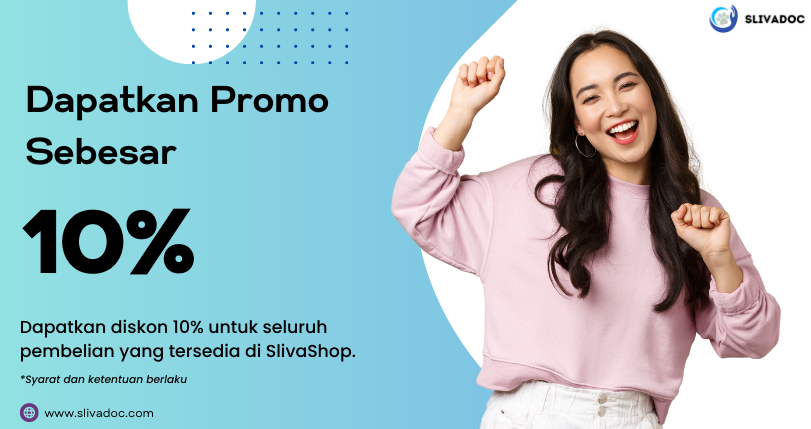 SLIVADOC
Dapatkan Promo
Sebesar
10%
Dapatkan diskon 10% untuk seluruh
pembelian yang tersedia di SlivaShop.
*Syarat dan ketentuan berlaku
www.slivadoc.com